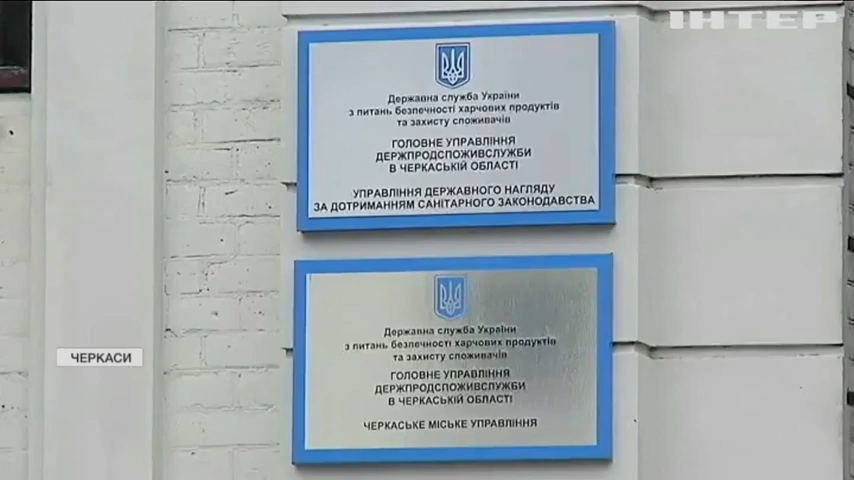 ІНТЕР
Державна служба України
з питань безпечності харчових продуктів
та захисту споживачів
ГОЛОВНЕ УПРАВЛІННЯ
ДЕРЖПРОДСПОЖИВСЛУЖБИ
В ЧЕРКАСЬКІЙ ОБЛАСТІ
УПРАВЛІННЯ ДЕРЖАВНОГО НАГЛЯДУ
ЗА ДОТРИМАННЯМ САНІТАРНОГО ЗАКОНОДАВСТВА
Державна служба України
з питань безпечності харчових продуктів
та захисту споживачів
ГОЛОВНЕ УПРАВЛІННЯ
ДЕРЖПРОДСПОЖИВСЛУЖБИ
В ЧЕРКАСЬКІЙ ОБЛАСТІ
ЧЕРКАСЬКЕ МІСЬКЕ УПРАВЛІННЯ
ЧЕРКАСИ